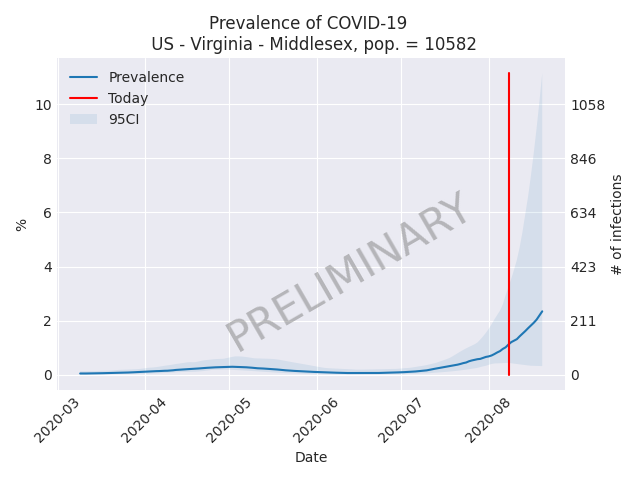 Prevalence of COVID-19
US - Virginia - Middlesex, pop. = 10582
Prevalence
Today
95CI
10
8
6
4
2
0
%
1058
846
634
423
211
0
# of infections
PRELIMINARY
2020-03
2020-04
2020-05
2020-06
2020-07
2020-08
Date